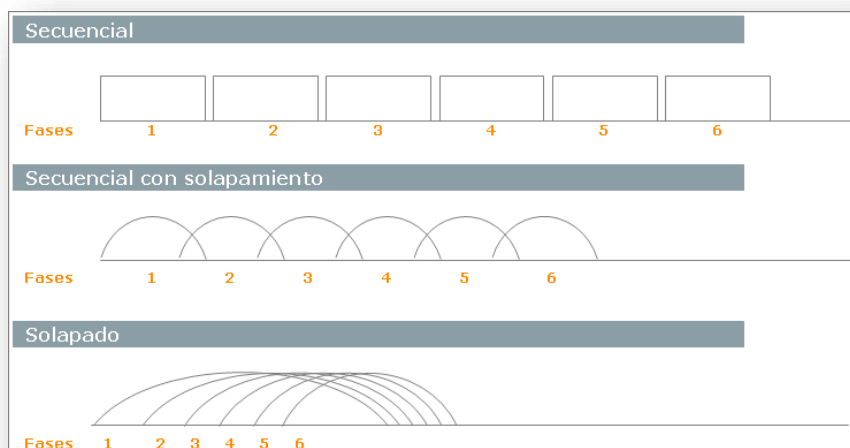 Secuencial
Fases 1 2 3 4 5 6
Secuencial con solapamiento
Fases 1 2 3 4 5 6
Solapado
Fases 1 2 3 4 5 6